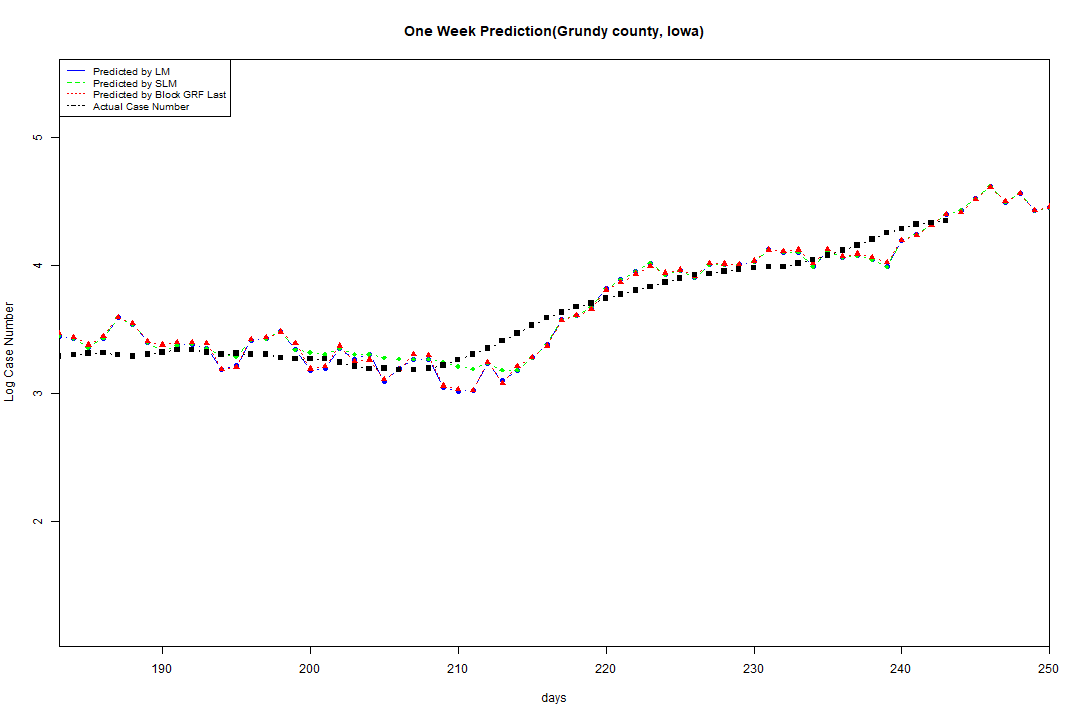 One Week Prediction(Grundy county, Iowa)
Predicted by LM
Predicted by SLM
Predicted by Block GRF Last
Actual Case Number
Log Case Number
5
4
3
2
190 200 210 220 230 240 250
days